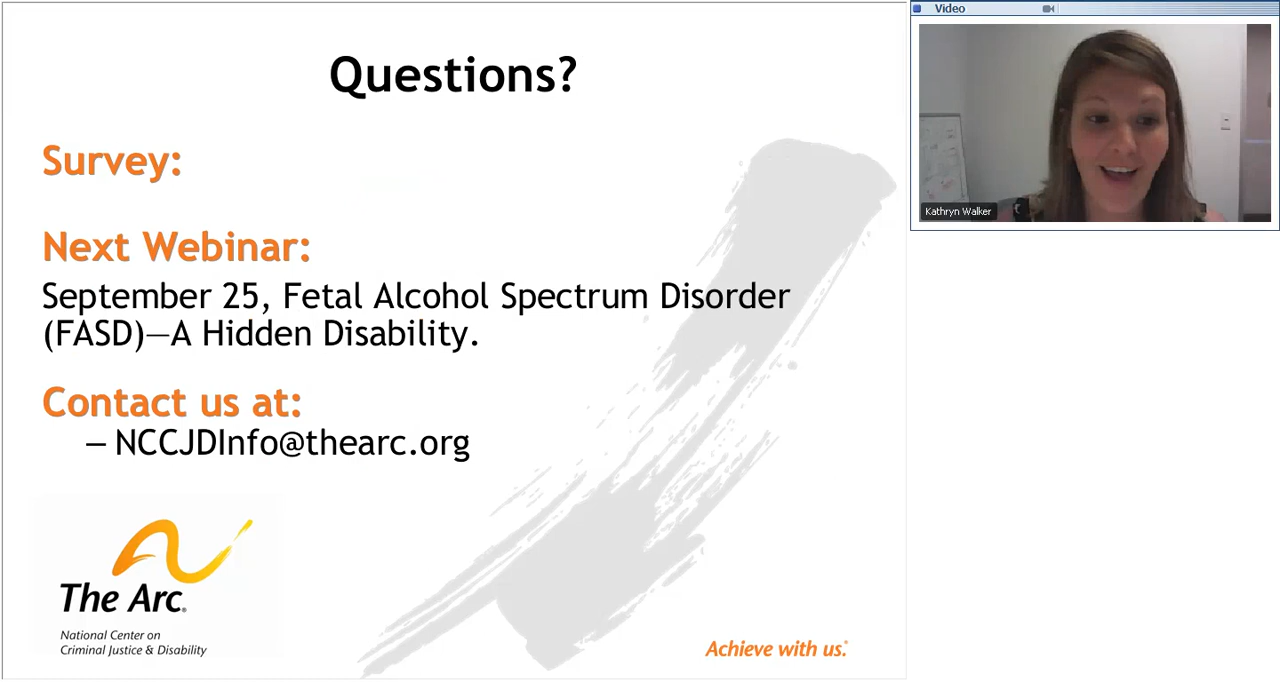 Questions?
Survey:
Next Webinar:
September 25, Fetal Alcohol Spectrum Disorder
(FASD)—A Hidden Disability.
Contact us at:
– NCCJDInfo@thearc.org
The Arc®
National Center on
Criminal Justice & Disability
Achieve with us.®
Video
Kathryn Walker